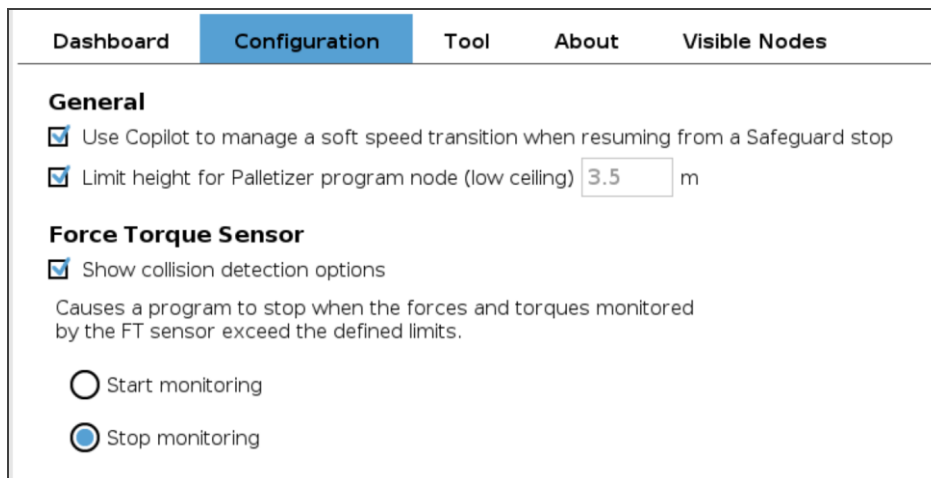 Dashboard Configuration Tool About Visible Nodes
General
Use Copilot to manage a soft speed transition when resuming from a Safeguard stop
Limit height for Palletizer program node (low ceiling) 3.5 m
Force Torque Sensor
Show collision detection options
Causes a program to stop when the forces and torques monitored
by the FT sensor exceed the defined limits.
Start monitoring
Stop monitoring